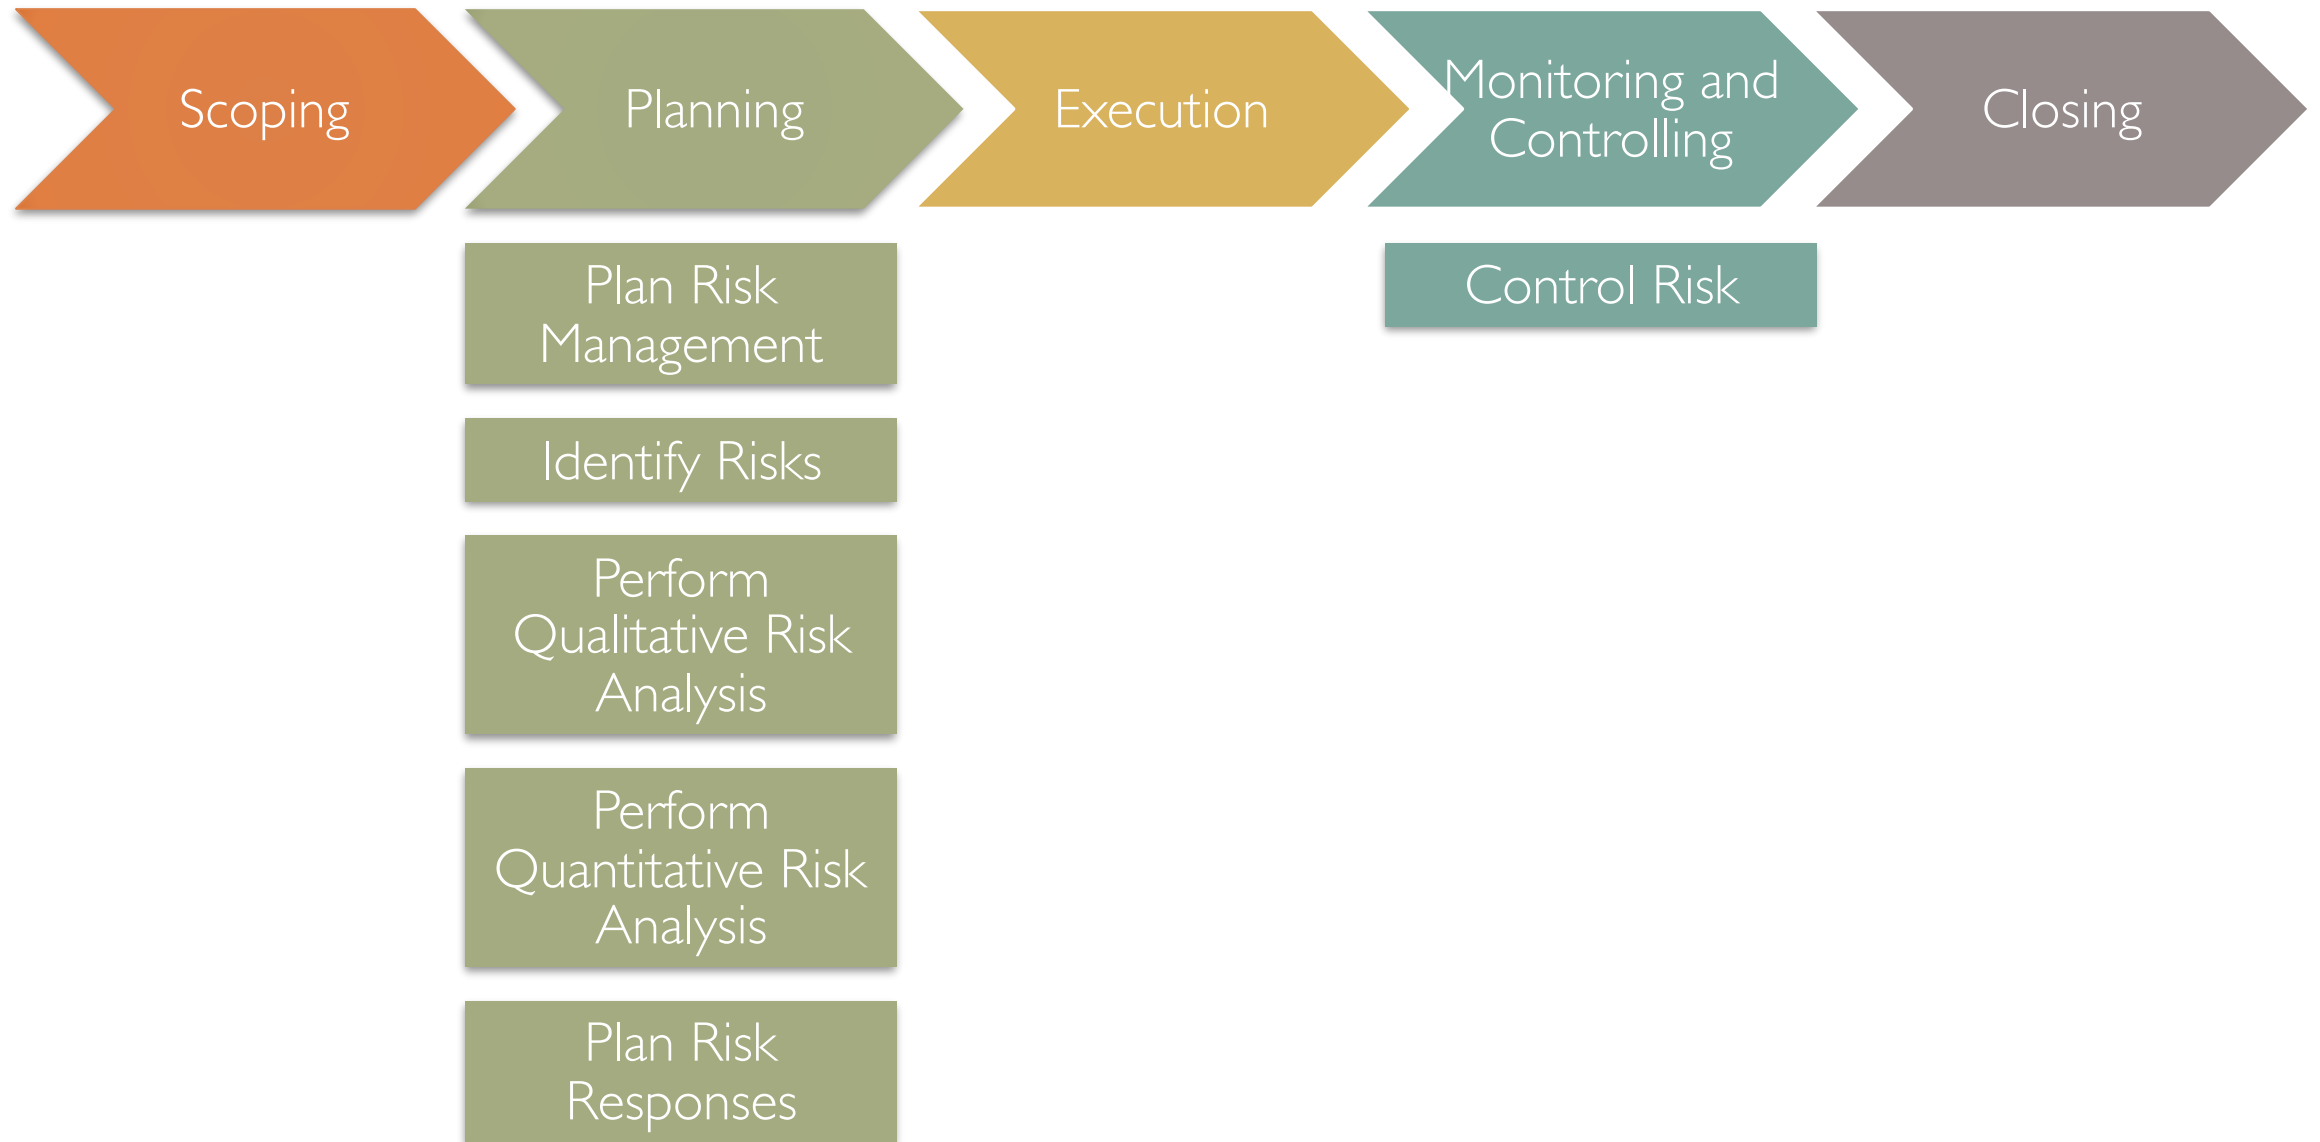 Scoping
Planning
Execution
Monitoring and
Controlling
Closing
Plan Risk
Management
Identify Risks
Perform
Qualitative Risk
Analysis
Perform
Quantitative Risk
Analysis
Plan Risk
Responses
Control Risk